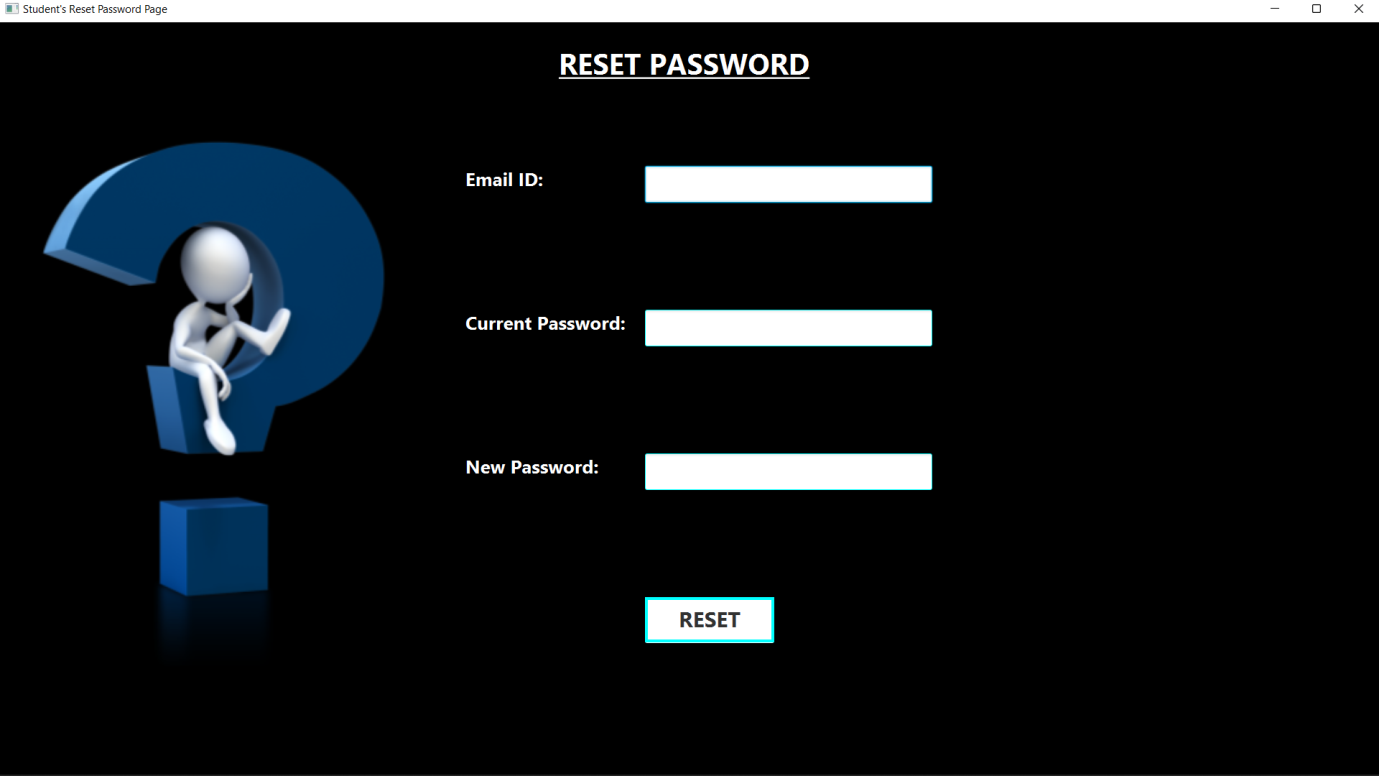 Student's Reset Password Page
RESET PASSWORD
Email ID:
Current Password:
New Password:
RESET